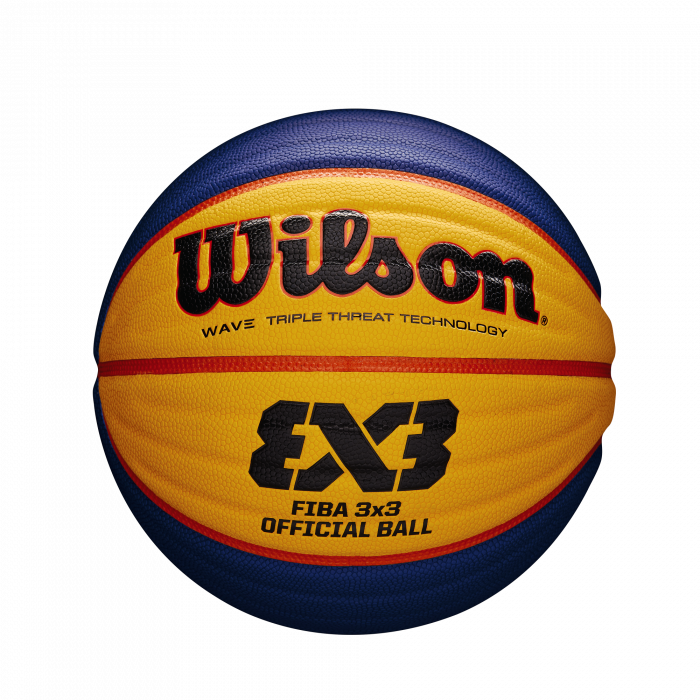 Wilson®
WAVE TRIPLE THREAT TECHNOLOGY
3X3
FIBA 3x3
OFFICIAL BALL